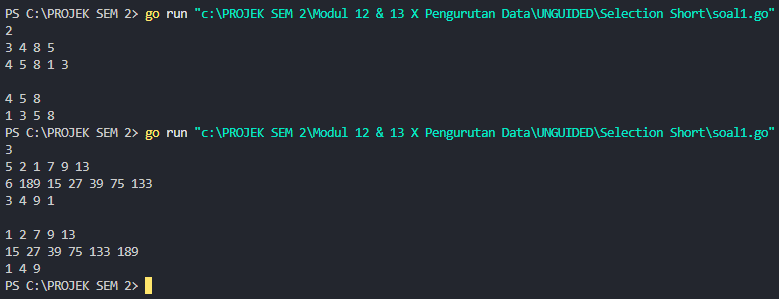 PS C:\PROJEK SEM 2> go run "c:\PROJEK SEM 2\Modul 12 & 13 X Pengurutan Data\UNGUIDED\Selection Short\soal1.go"
2
3 4 8 5
4 5 8 1 3

4 5 8
1 3 5 8
PS C:\PROJEK SEM 2> go run "c:\PROJEK SEM 2\Modul 12 & 13 X Pengurutan Data\UNGUIDED\Selection Short\soal1.go"
3
5 2 1 7 9 13
6 189 15 27 39 75 133
3 4 9 1

1 2 7 9 13
15 27 39 75 133 189
1 4 9
PS C:\PROJEK SEM 2>